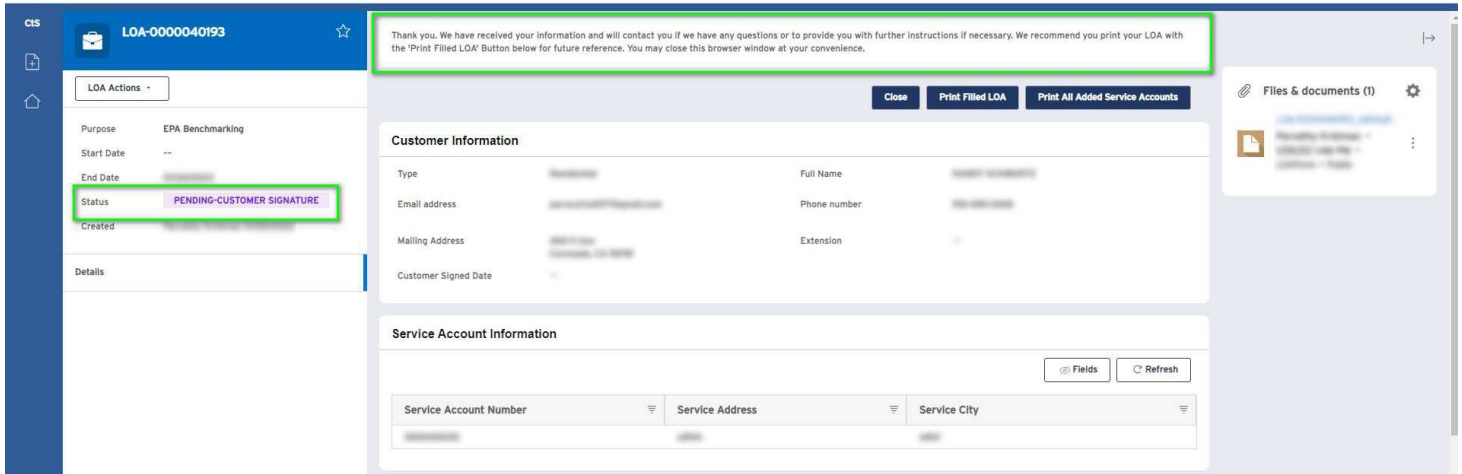 CtS
LOA-0000040193
LOA Actions
Purpose EPA Benchmarking
Start Date --
End Date
Status PENDING-CUSTOMER SIGNATURE
Created
Details
Thank you. We have received your information and will contact you if we have any questions or to provide you with further instructions if necessary. We recommend you print your LOA with
the 'Print Filled LOA' Button below for future reference. You may close this browser window at your convenience.
Close Print Filled LOA Print All Added Service Accounts
Customer Information
Type Full Name
Email address Phone number
Mailing Address Extension
Customer Signed Date
Service Account Information
Fields Refresh
Service Account Number Service Address Service City
Files & documents (1)